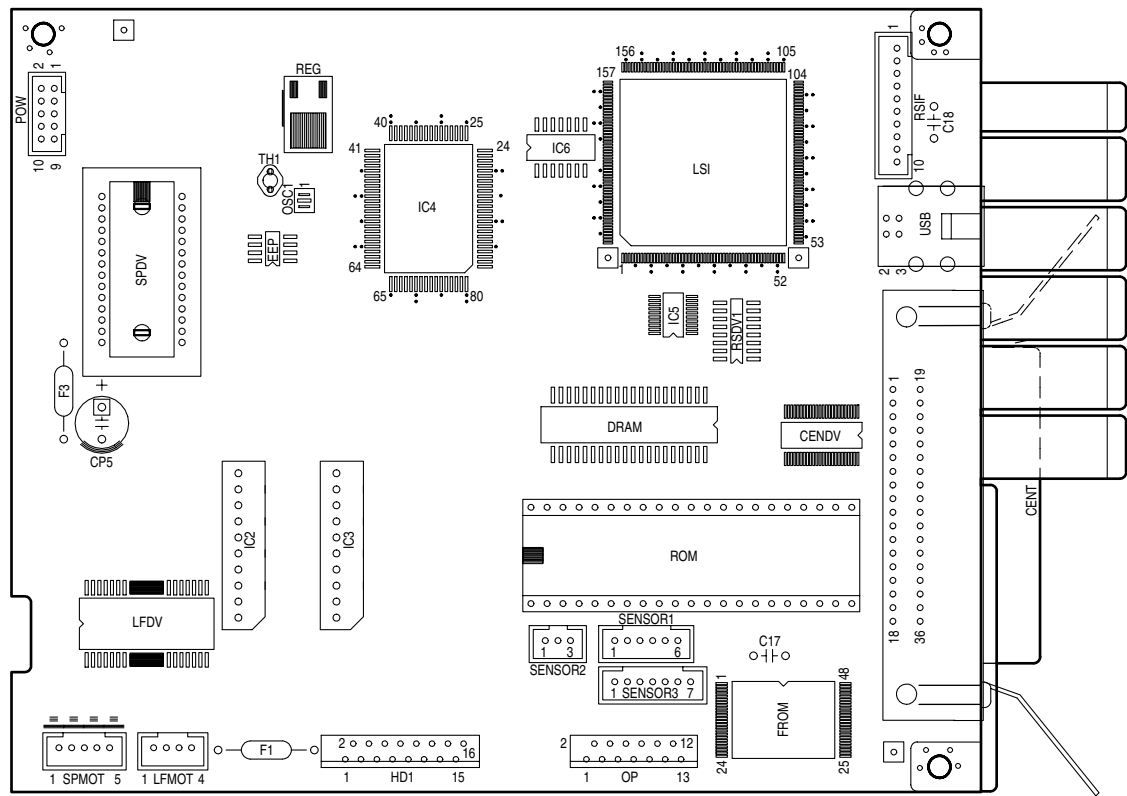 2 1
POW
10 9
REG
TH1
OSC1
1
EEP
SPDV
40 25
41 24
IC4
64
65 80
IC6
156 105
157 104
LSI
53
1 52
1
RSIF
C18
10
USB
2 3
IC5
RSDV1
F3
+
CP5
DRAM
CENDV
1 19
CENT
18 36
IC2
IC3
ROM
LFDV
SENSOR1
1 6
1 3
SENSOR2
1 SENSOR3 7
C17
1 48
FROM
24 25
1 SPMOT 5
1 LFMOT 4
F1
2 16
1 HD1 15
2 12
1 OP 13